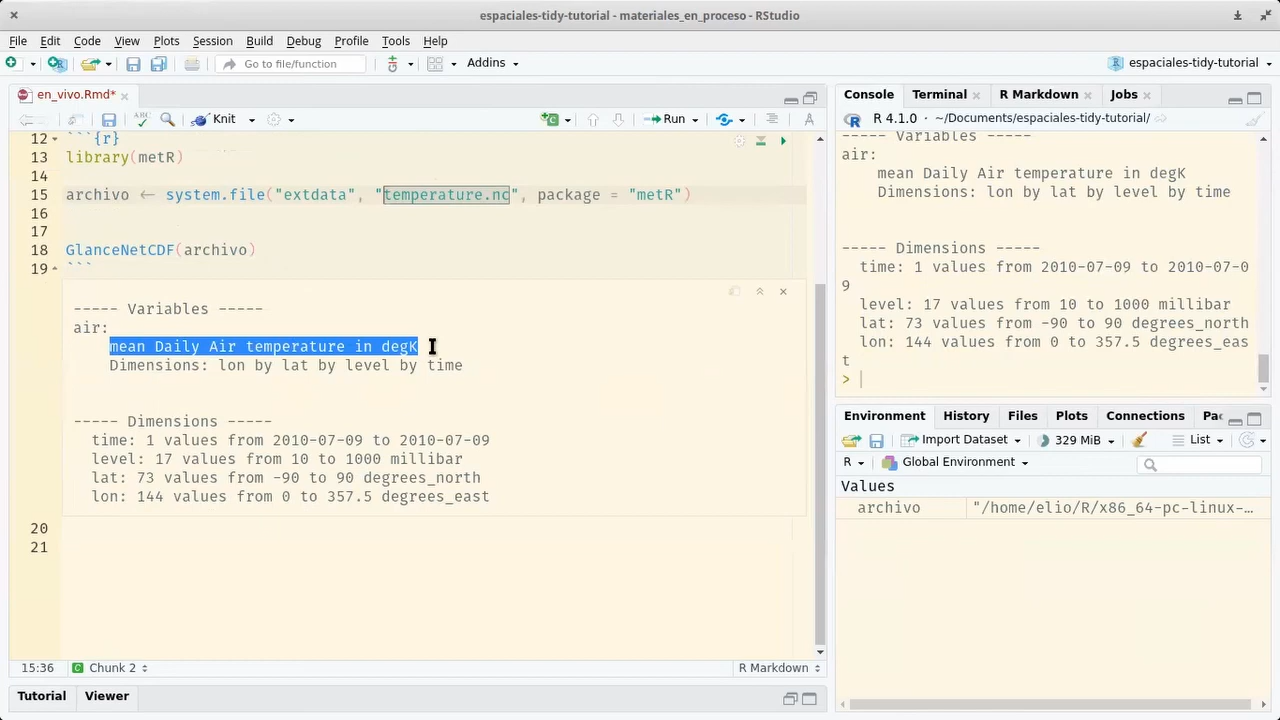 espaciales-tidy-tutorial - materiales_en_proceso - RStudio
File Edit Code View Plots Session Build Debug Profile Tools Help
Go to file/function
Addins
espaciales-tidy-tutorial
en_vivo.Rmd*
Knit
Run
12 ```{r}
13 library(metR)
14
15 archivo <- system.file("extdata", "temperature.nc", package = "metR")
16
17
18 GlanceNetCDF(archivo)
19 ```
----- Variables -----
air:
mean Daily Air temperature in degK
Dimensions: lon by lat by level by time
----- Dimensions -----
time: 1 values from 2010-07-09 to 2010-07-09
level: 17 values from 10 to 1000 millibar
lat: 73 values from -90 to 90 degrees_north
lon: 144 values from 0 to 357.5 degrees_east
20
21
15:36 Chunk 2 R Markdown
Tutorial Viewer
Console Terminal R Markdown Jobs
R 4.1.0 · ~/Documents/espaciales-tidy-tutorial/
----- Variables -----
air:
mean Daily Air temperature in degK
Dimensions: lon by lat by level by time
----- Dimensions -----
time: 1 values from 2010-07-09 to 2010-07-0
9
level: 17 values from 10 to 1000 millibar
lat: 73 values from -90 to 90 degrees_north
lon: 144 values from 0 to 357.5 degrees_eas
t
>
Environment History Files Plots Connections Pac
Import Dataset 329 MiB List
R Global Environment
Values
archivo "/home/elio/R/x86_64-pc-linux-…